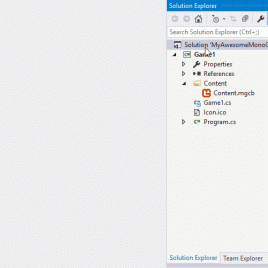 Solution Explorer
Search Solution Explorer (Ctrl+;)
Solution 'MyAwesomeMonoG
Game1
Properties
References
Content
Content.mgcb
Game1.cs
Icon.ico
Program.cs
Solution Explorer Team Explorer